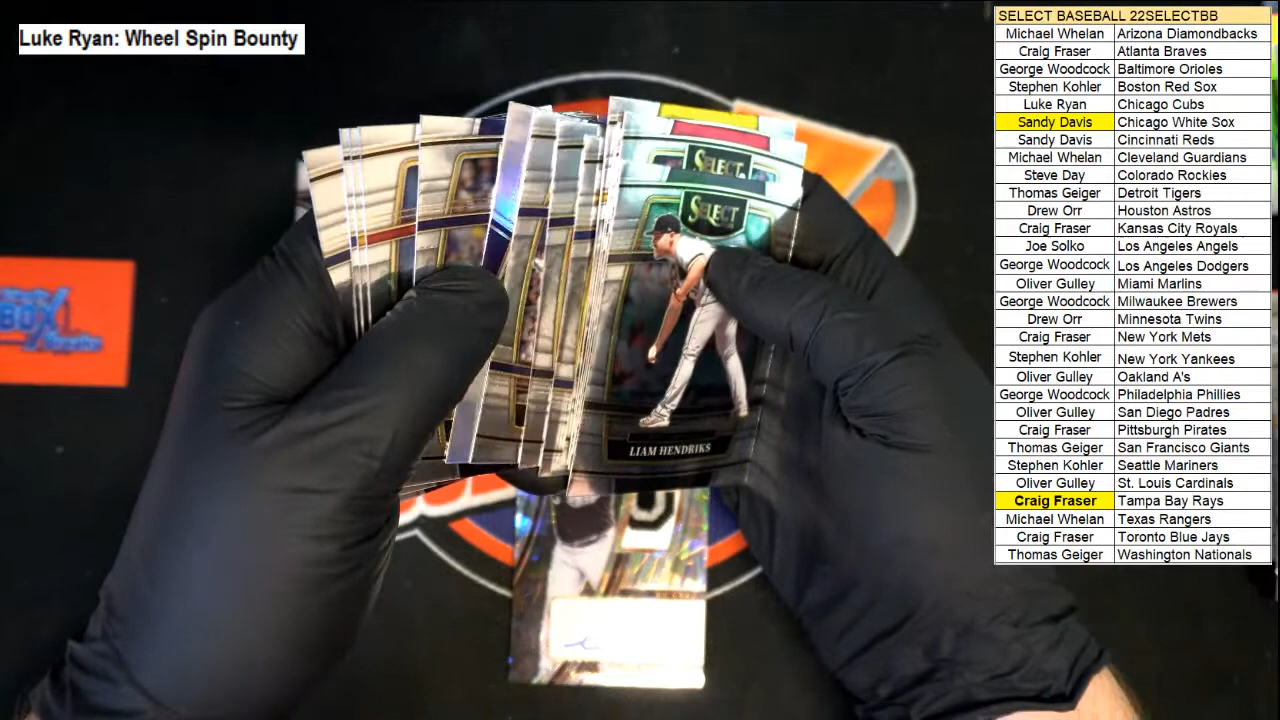 Luke Ryan: Wheel Spin Bounty
SELECT BASEBALL 22SELECTBB
Michael Whelan Arizona Diamondbacks
Craig Fraser Atlanta Braves
George Woodcock Baltimore Orioles
Stephen Kohler Boston Red Sox
Luke Ryan Chicago Cubs
Sandy Davis Chicago White Sox
Sandy Davis Cincinnati Reds
Michael Whelan Cleveland Guardians
Steve Day Colorado Rockies
Thomas Geiger Detroit Tigers
Drew Orr Houston Astros
Craig Fraser Kansas City Royals
Joe Solko Los Angeles Angels
George Woodcock Los Angeles Dodgers
Oliver Gulley Miami Marlins
George Woodcock Milwaukee Brewers
Drew Orr Minnesota Twins
Craig Fraser New York Mets
Stephen Kohler New York Yankees
Oliver Gulley Oakland A's
George Woodcock Philadelphia Phillies
Oliver Gulley San Diego Padres
Craig Fraser Pittsburgh Pirates
Thomas Geiger San Francisco Giants
Stephen Kohler Seattle Mariners
Oliver Gulley St. Louis Cardinals
Craig Fraser Tampa Bay Rays
Michael Whelan Texas Rangers
Craig Fraser Toronto Blue Jays
Thomas Geiger Washington Nationals
SELECT
SELECT
LIAM HENDRIKS
BOX
Breaks